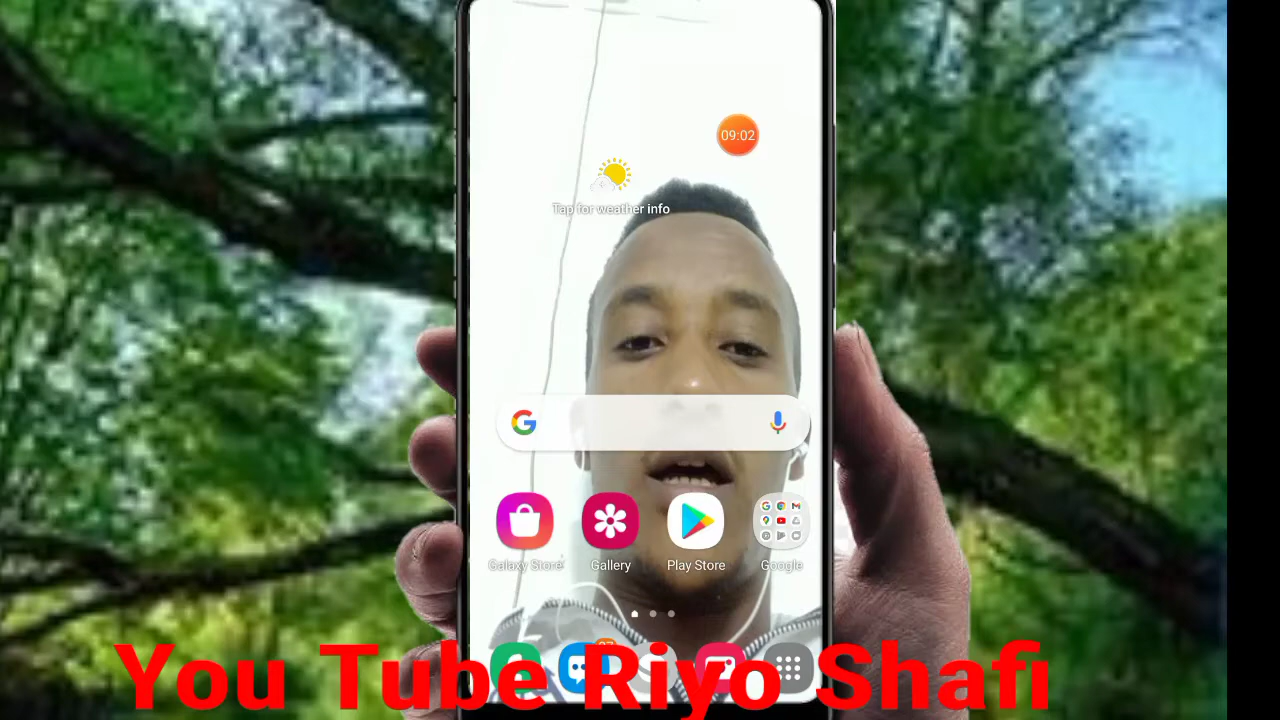 09:02
Tap for weather info
G
Galaxy Store
Gallery
Play Store
Google
You Tube Riyo Shafi